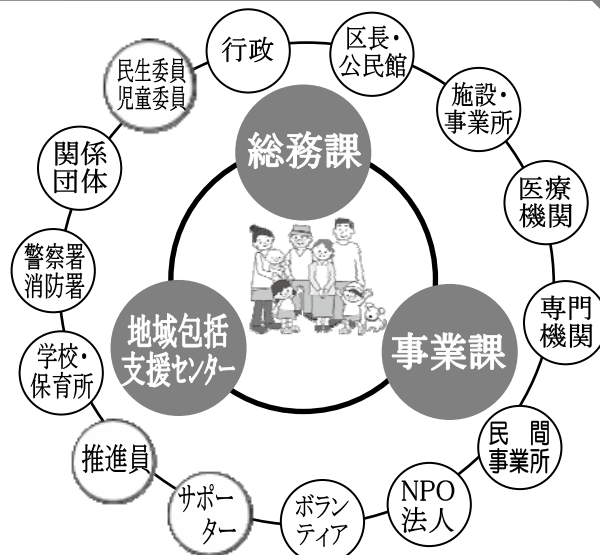 行政
区長・
公民館
施設・
事業所
医療
機関
専門
機関
民　間
事業所
NPO
法人
ボラン
ティア
サポー
ター
推進員
学校・
保育所
警察署
消防署
関係
団体
民生委員
児童委員
総務課
事業課
地域包括
支援センター